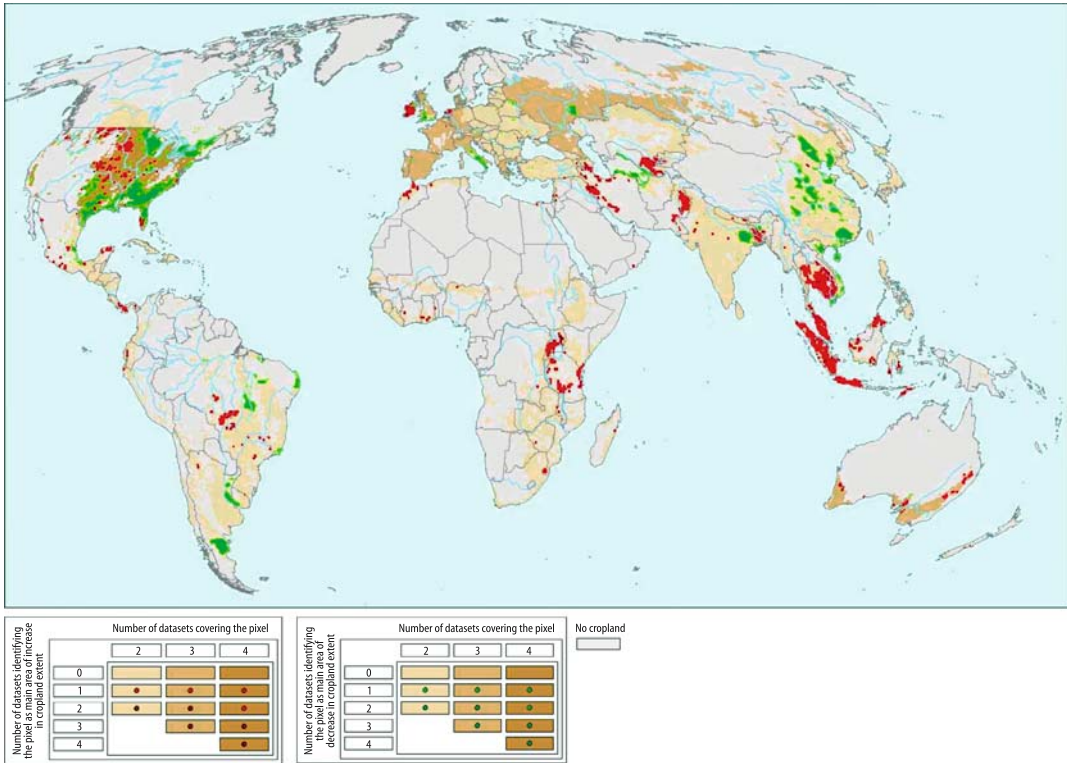 Number of datasets identifying
the pixel as main area of increase
in cropland extent
Number of datasets covering the pixel
2 3 4
0
1
2
3
4
Number of datasets identifying
the pixel as main area of
decrease in cropland extent
Number of datasets covering the pixel
2 3 4
0
1
2
3
4
No cropland